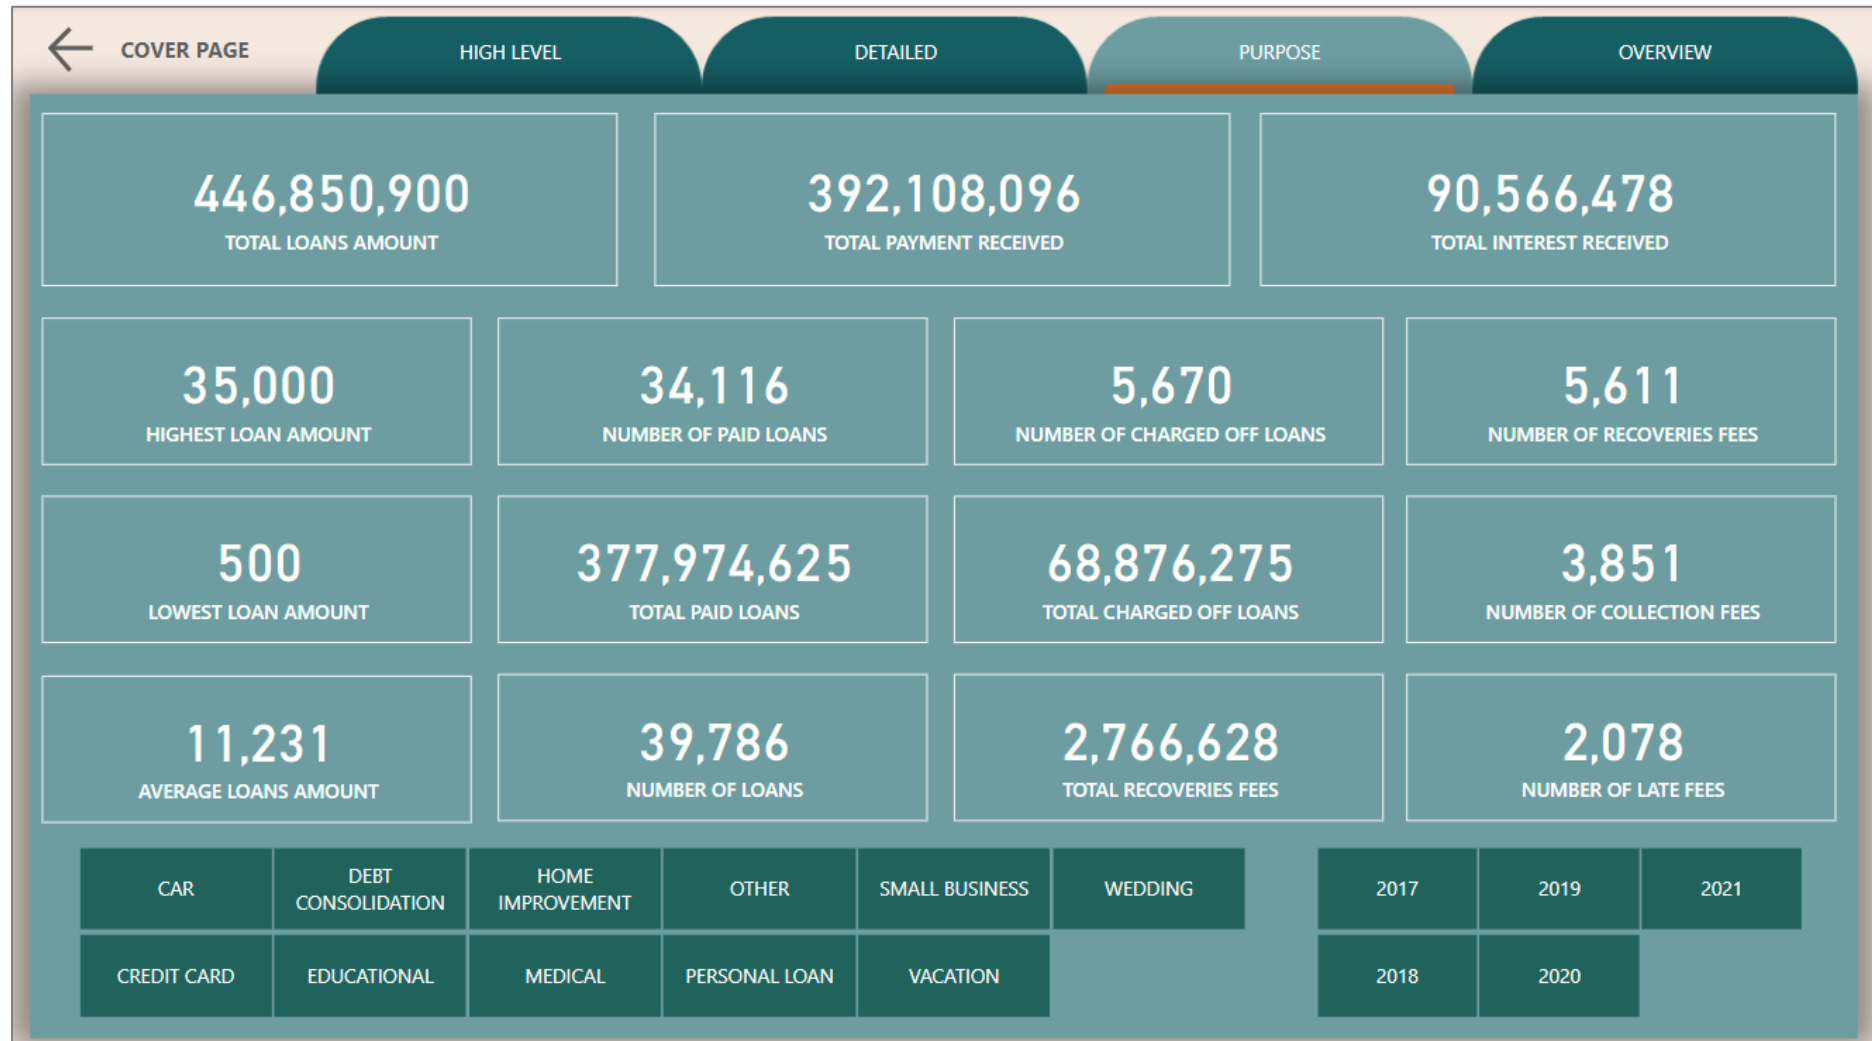 COVER PAGE
HIGH LEVEL
DETAILED
PURPOSE
OVERVIEW
446,850,900
TOTAL LOANS AMOUNT
392,108,096
TOTAL PAYMENT RECEIVED
90,566,478
TOTAL INTEREST RECEIVED
35,000
HIGHEST LOAN AMOUNT
34,116
NUMBER OF PAID LOANS
5,670
NUMBER OF CHARGED OFF LOANS
5,611
NUMBER OF RECOVERIES FEES
500
LOWEST LOAN AMOUNT
377,974,625
TOTAL PAID LOANS
68,876,275
TOTAL CHARGED OFF LOANS
3,851
NUMBER OF COLLECTION FEES
11,231
AVERAGE LOANS AMOUNT
39,786
NUMBER OF LOANS
2,766,628
TOTAL RECOVERIES FEES
2,078
NUMBER OF LATE FEES
CAR
DEBT
CONSOLIDATION
HOME
IMPROVEMENT
OTHER
SMALL BUSINESS
WEDDING
2017
2019
2021
CREDIT CARD
EDUCATIONAL
MEDICAL
PERSONAL LOAN
VACATION
2018
2020